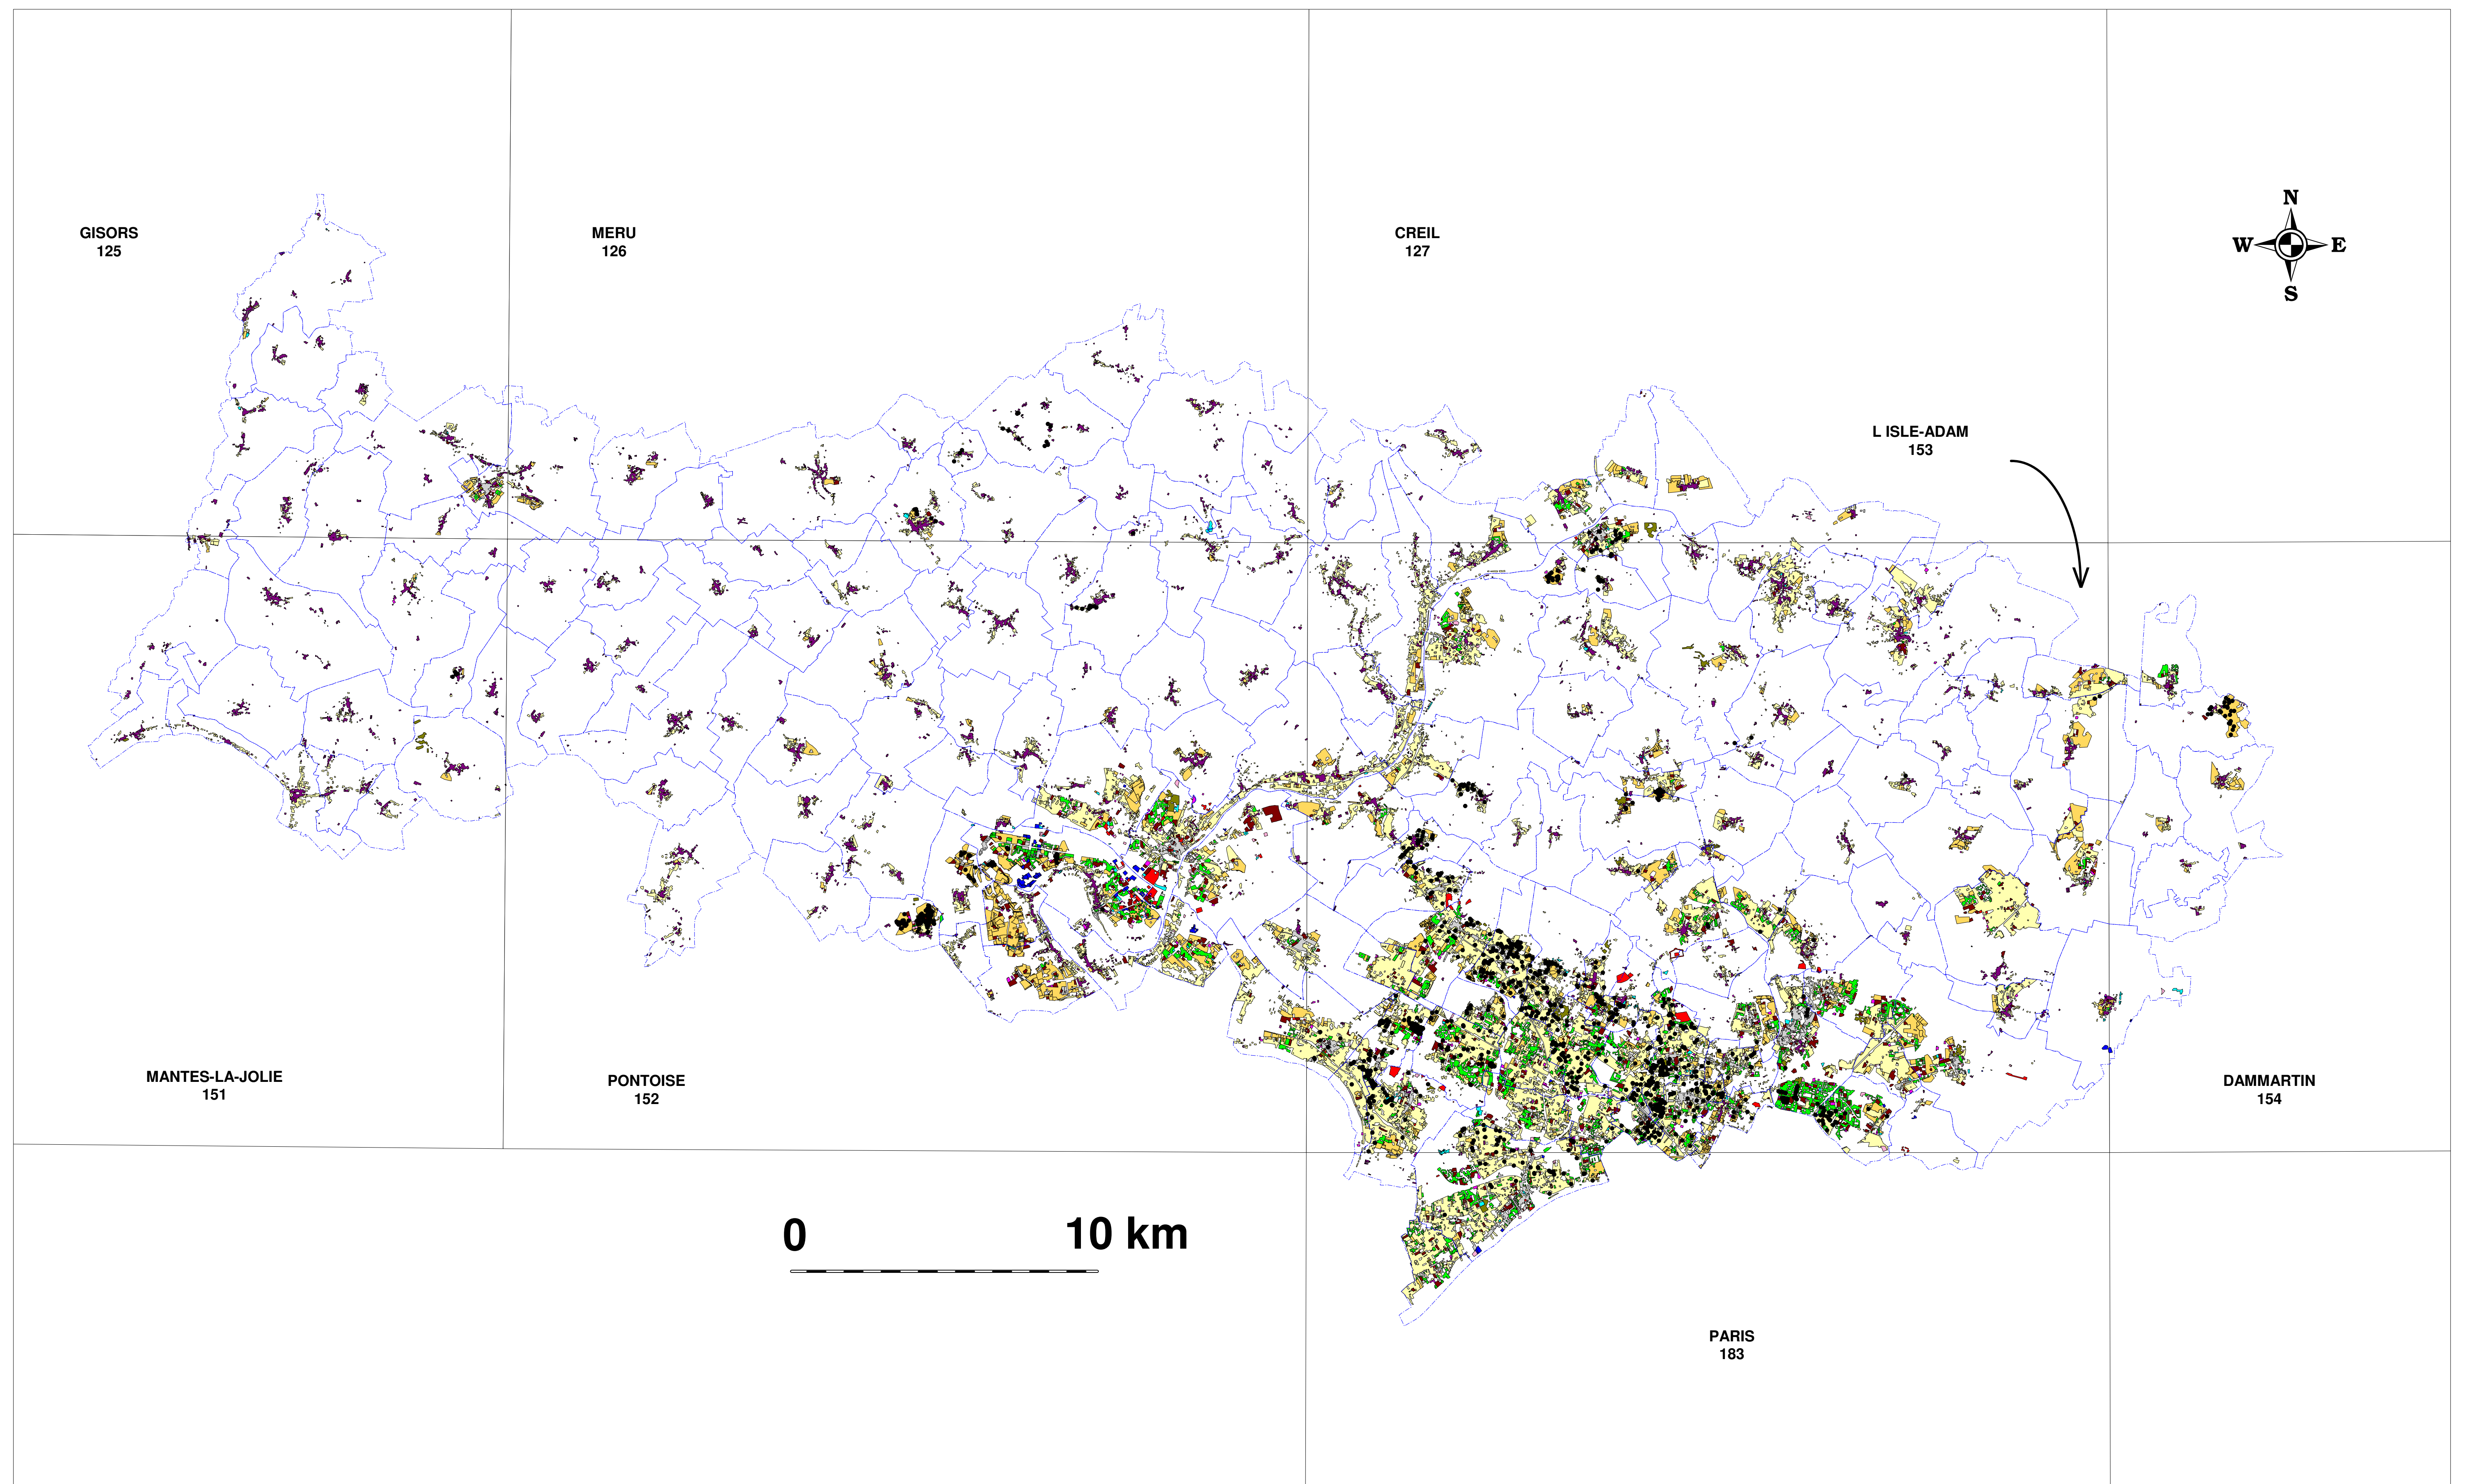 N
GISORS
125
MERU
126
CREIL
127
W
E
S
L ISLE-ADAM
153
MANTES-LA-JOLIE
151
PONTOISE
152
DAMMARTIN
154
0
10 km
PARIS
183